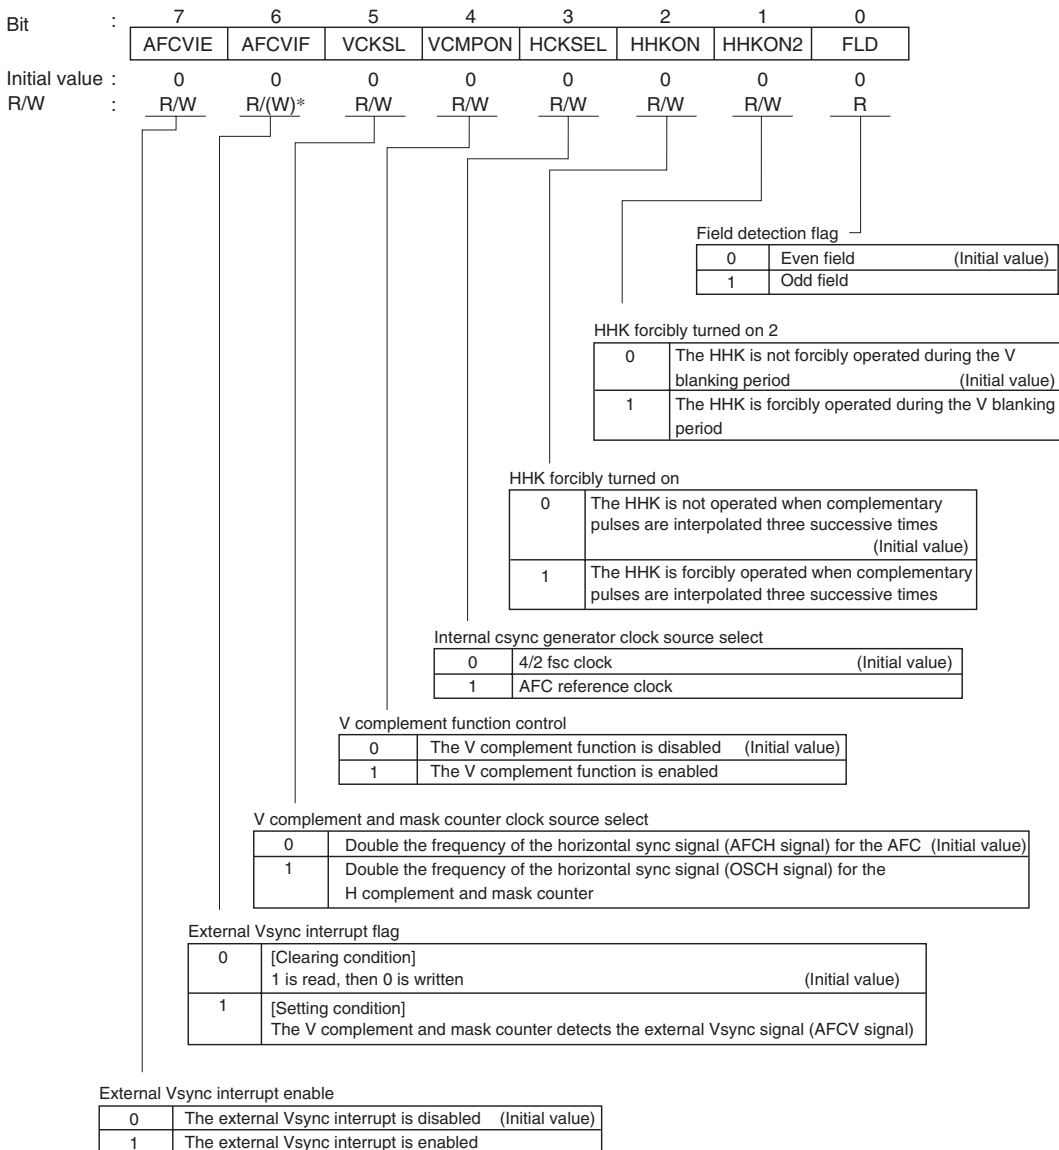 Bit : 7 6 5 4 3 2 1 0
AFCVIE AFCVIF VCKSL VCMPON HCKSEL HHKON HHKON2 FLD
Initial value : 0 0 0 0 0 0 0 0
R/W : R/W R/(W)* R/W R/W R/W R/W R/W R
Field detection flag
0 Even field (Initial value)
1 Odd field
HHK forcibly turned on 2
0 The HHK is not forcibly operated during the V
blanking period (Initial value)
1 The HHK is forcibly operated during the V blanking
period
HHK forcibly turned on
0 The HHK is not operated when complementary
pulses are interpolated three successive times
(Initial value)
1 The HHK is forcibly operated when complementary
pulses are interpolated three successive times
Internal csync generator clock source select
0 4/2 fsc clock (Initial value)
1 AFC reference clock
V complement function control
0 The V complement function is disabled (Initial value)
1 The V complement function is enabled
V complement and mask counter clock source select
0 Double the frequency of the horizontal sync signal (AFCH signal) for the AFC (Initial value)
1 Double the frequency of the horizontal sync signal (OSCH signal) for the
H complement and mask counter
External Vsync interrupt flag
0 [Clearing condition]
1 is read, then 0 is written (Initial value)
1 [Setting condition]
The V complement and mask counter detects the external Vsync signal (AFCV signal)
External Vsync interrupt enable
0 The external Vsync interrupt is disabled (Initial value)
1 The external Vsync interrupt is enabled